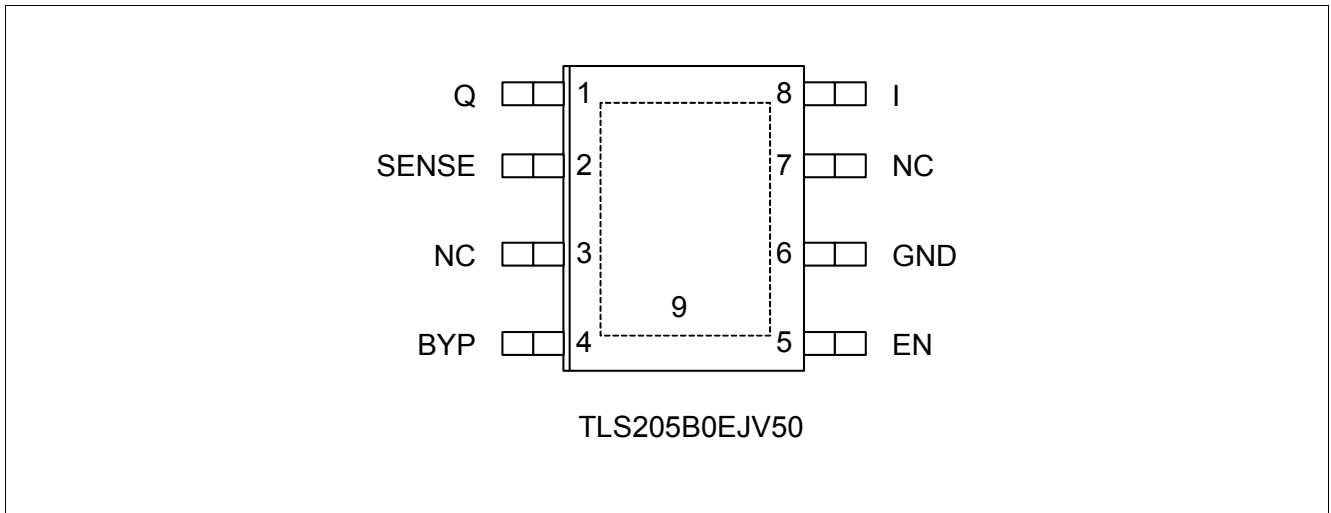 Q 1 8 I
SENSE 2 7 NC
NC 3 6 GND
9
BYP 4 5 EN
TLS205B0EJV50